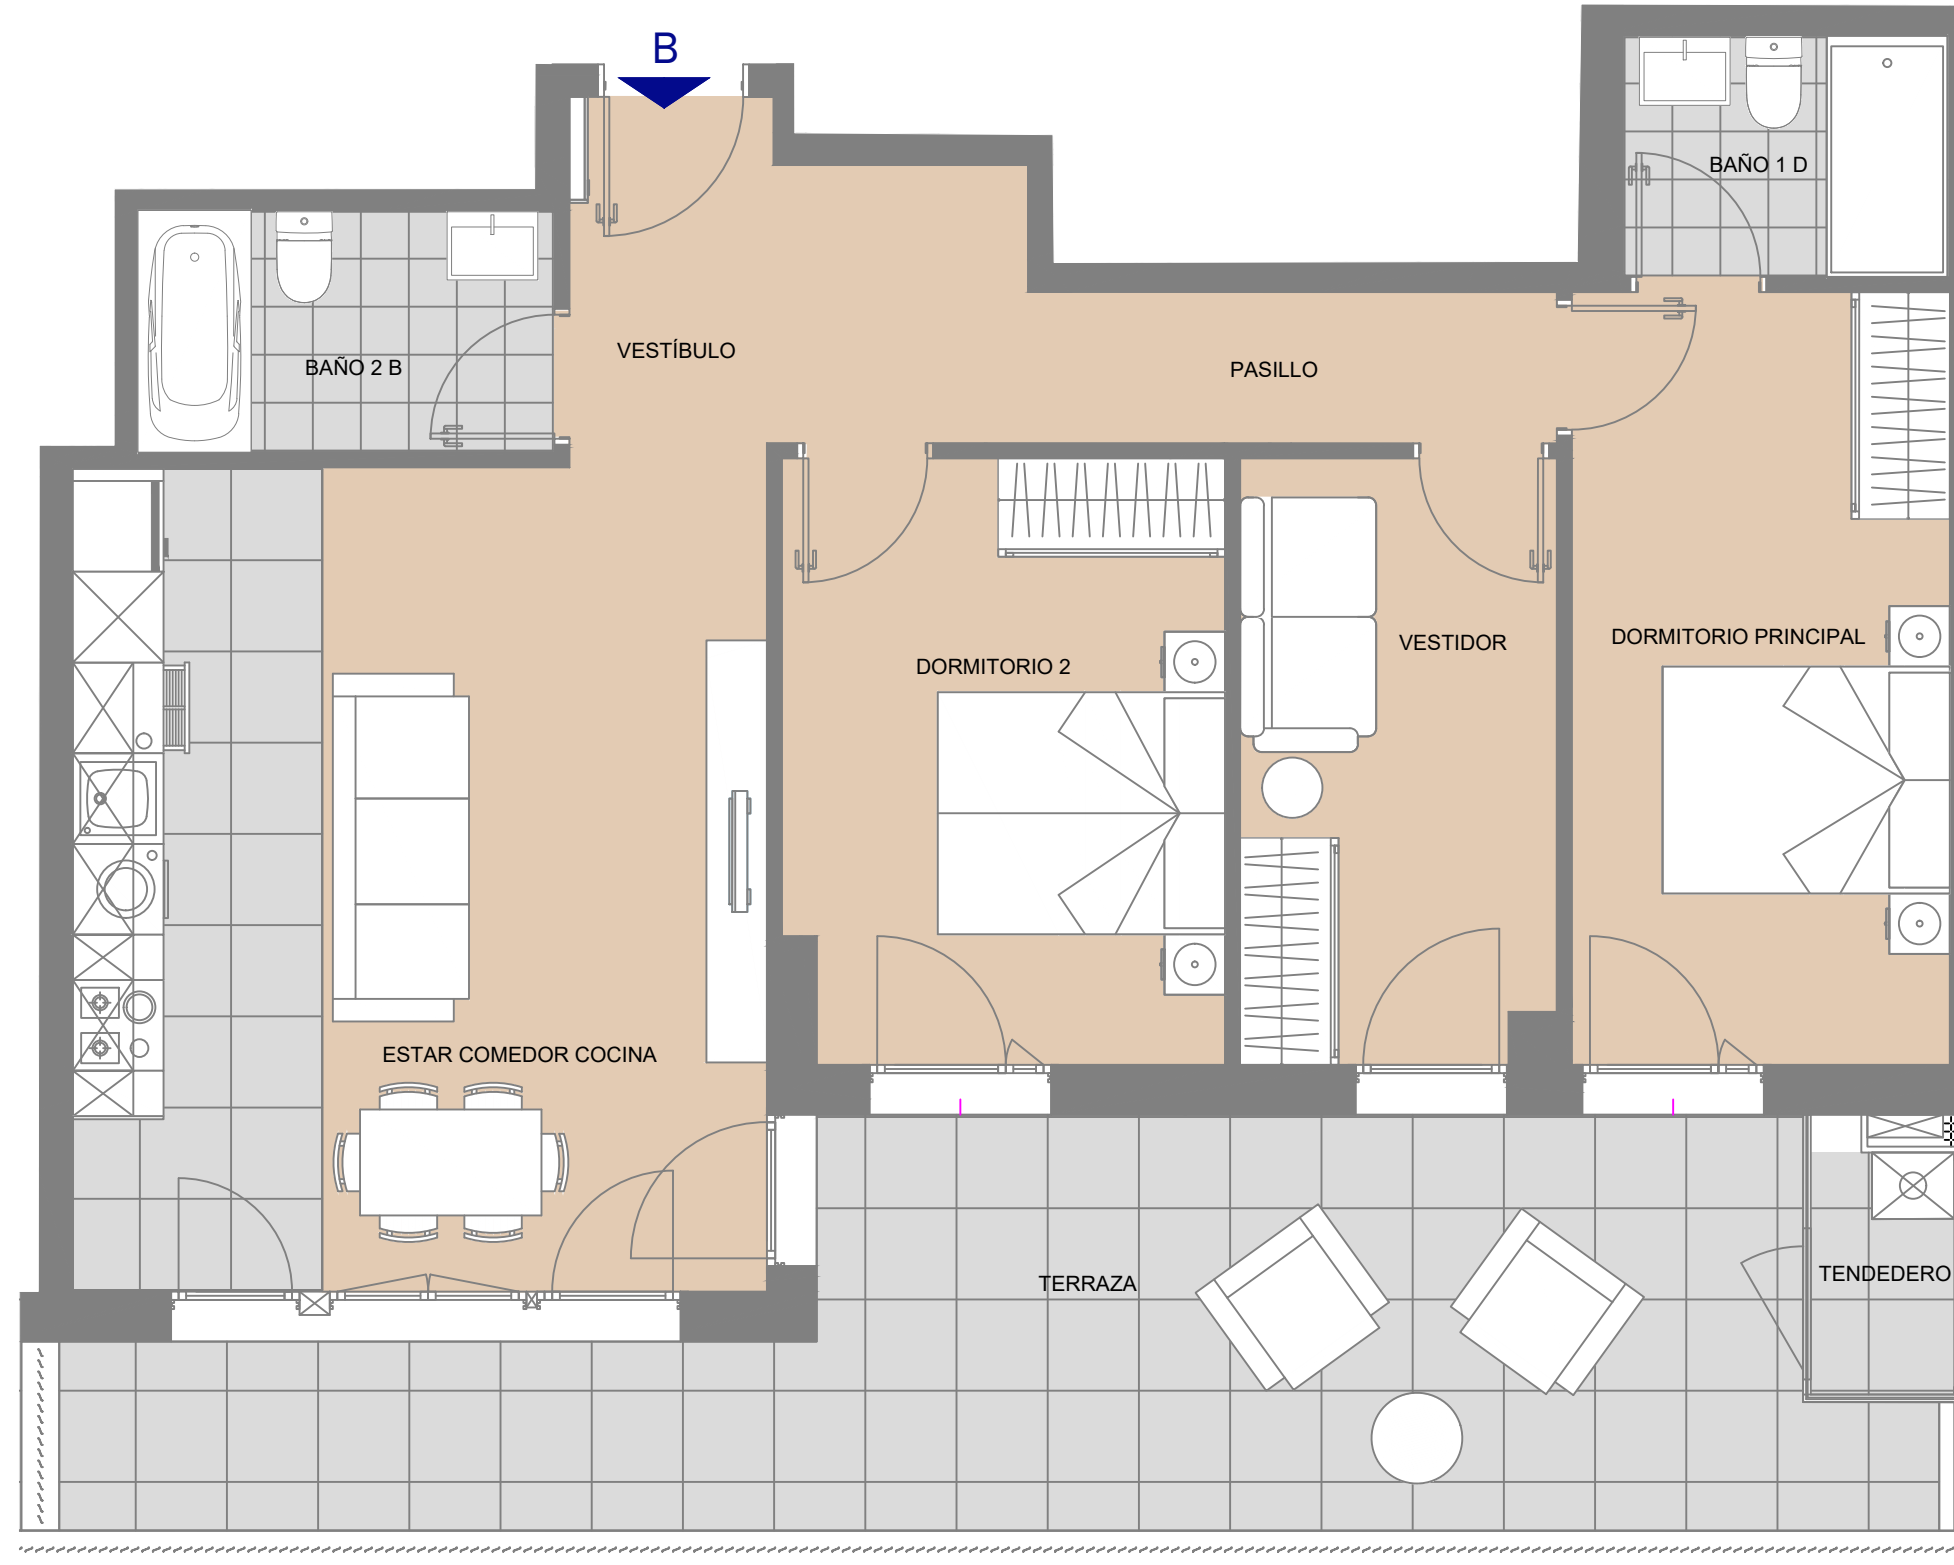 B
BAÑO 1 D
BAÑO 2 B
VESTÍBULO
PASILLO
DORMITORIO 2
VESTIDOR
DORMITORIO PRINCIPAL
ESTAR COMEDOR COCINA
TERRAZA
TENDEDERO